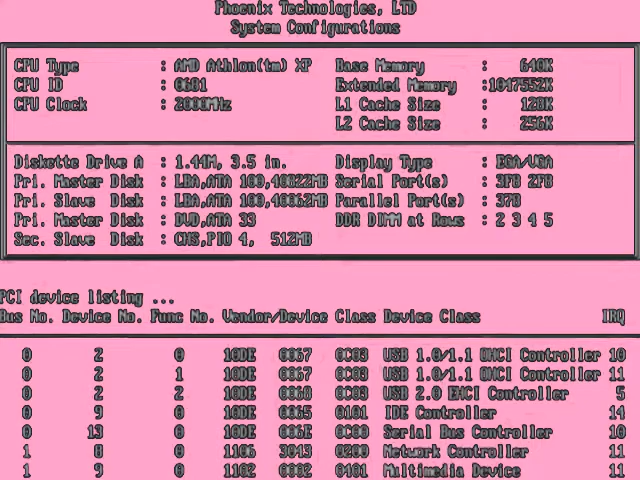 Phoenix Technologies, LTD
System Configurations
CPU Type : AMD Athlon(tm) XP Base Memory : 640K
CPU ID : 0681 Extended Memory : 1047552K
CPU Clock : 2000MHz L1 Cache Size : 128K
L2 Cache Size : 256K
Diskette Drive A : 1.44M, 3.5 in. Display Type : EGA/VGA
Pri. Master Disk : LBA,ATA 100,40822MB Serial Port(s) : 3F8 2F8
Pri. Slave Disk : LBA,ATA 100,40062MB Parallel Port(s) : 378
Pri. Master Disk : DVD,ATA 33 DDR DIMM at Rows : 2 3 4 5
Sec. Slave Disk : CHS,PIO 4, 512MB
PCI device listing ...
Bus No. Device No. Func No. Vendor/Device Class Device Class IRQ
0 2 0 10DE 0067 0C03 USB 1.0/1.1 OHCI Controller 10
0 2 1 10DE 0067 0C03 USB 1.0/1.1 OHCI Controller 11
0 2 2 10DE 0068 0C03 USB 2.0 EHCI Controller 5
0 9 0 10DE 0065 0101 IDE Controller 14
0 13 0 10DE 006E 0C00 Serial Bus Controller 10
1 8 0 1106 3043 0200 Network Controller 11
1 9 0 1102 0002 0401 Multimedia Device 11